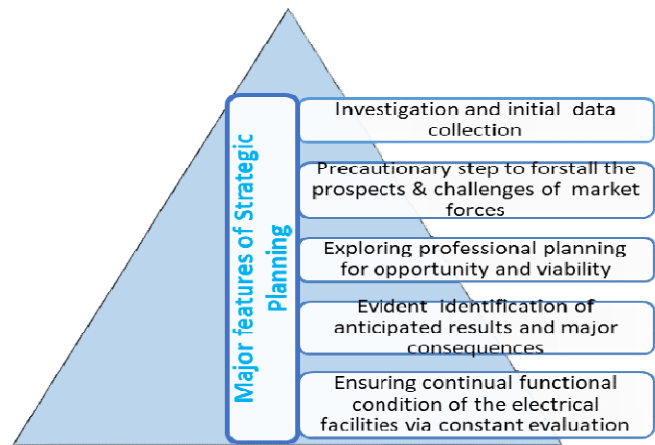 Major features of Strategic
Planning
Investigation and initial data
collection
Precautionary step to forstall the
prospects & challenges of market
forces
Exploring professional planning
for opportunity and viability
Evident identification of
anticipated results and major
consequences
Ensuring continual functional
condition of the electrical
facilities via constant evaluation